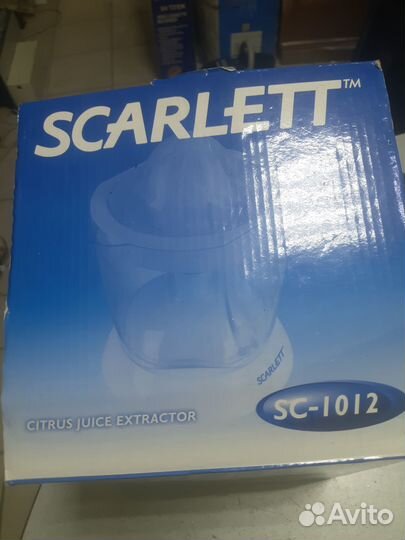 SCARLETT™
SCARLETT
CITRUS JUICE EXTRACTOR
SC-1012
Avito